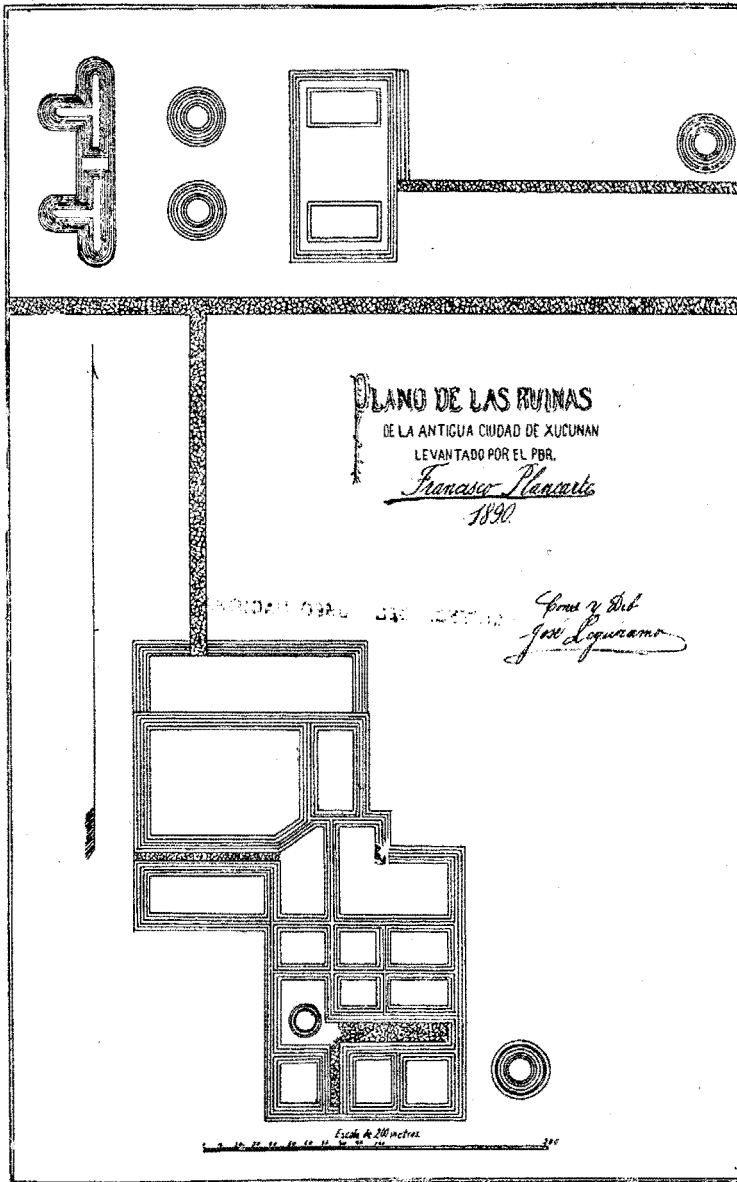 PLANO DE LAS RUINAS
DE LA ANTIGUA CIUDAD DE XUCUNAN
LEVANTADO POR EL PBR.
Francisco Plancarte
1890.
José
Escala de 200 metros.
200